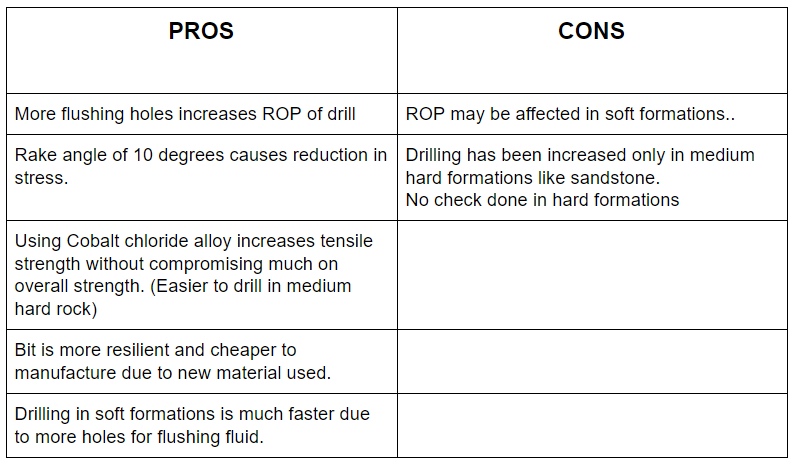 PROS
CONS
More flushing holes increases ROP of drill
ROP may be affected in soft formations..
Rake angle of 10 degrees causes reduction in
stress.
Drilling has been increased only in medium
hard formations like sandstone.
No check done in hard formations
Using Cobalt chloride alloy increases tensile
strength without compromising much on
overall strength. (Easier to drill in medium
hard rock)
Bit is more resilient and cheaper to
manufacture due to new material used.
Drilling in soft formations is much faster due
to more holes for flushing fluid.